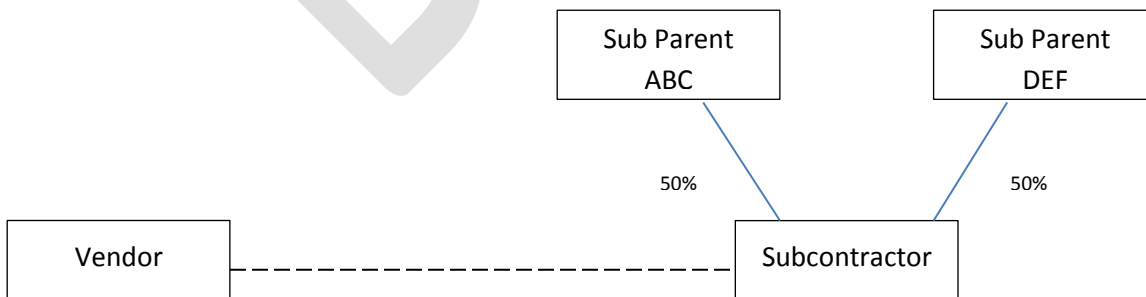 Sub Parent
ABC
Sub Parent
DEF
50%
50%
Vendor
Subcontractor